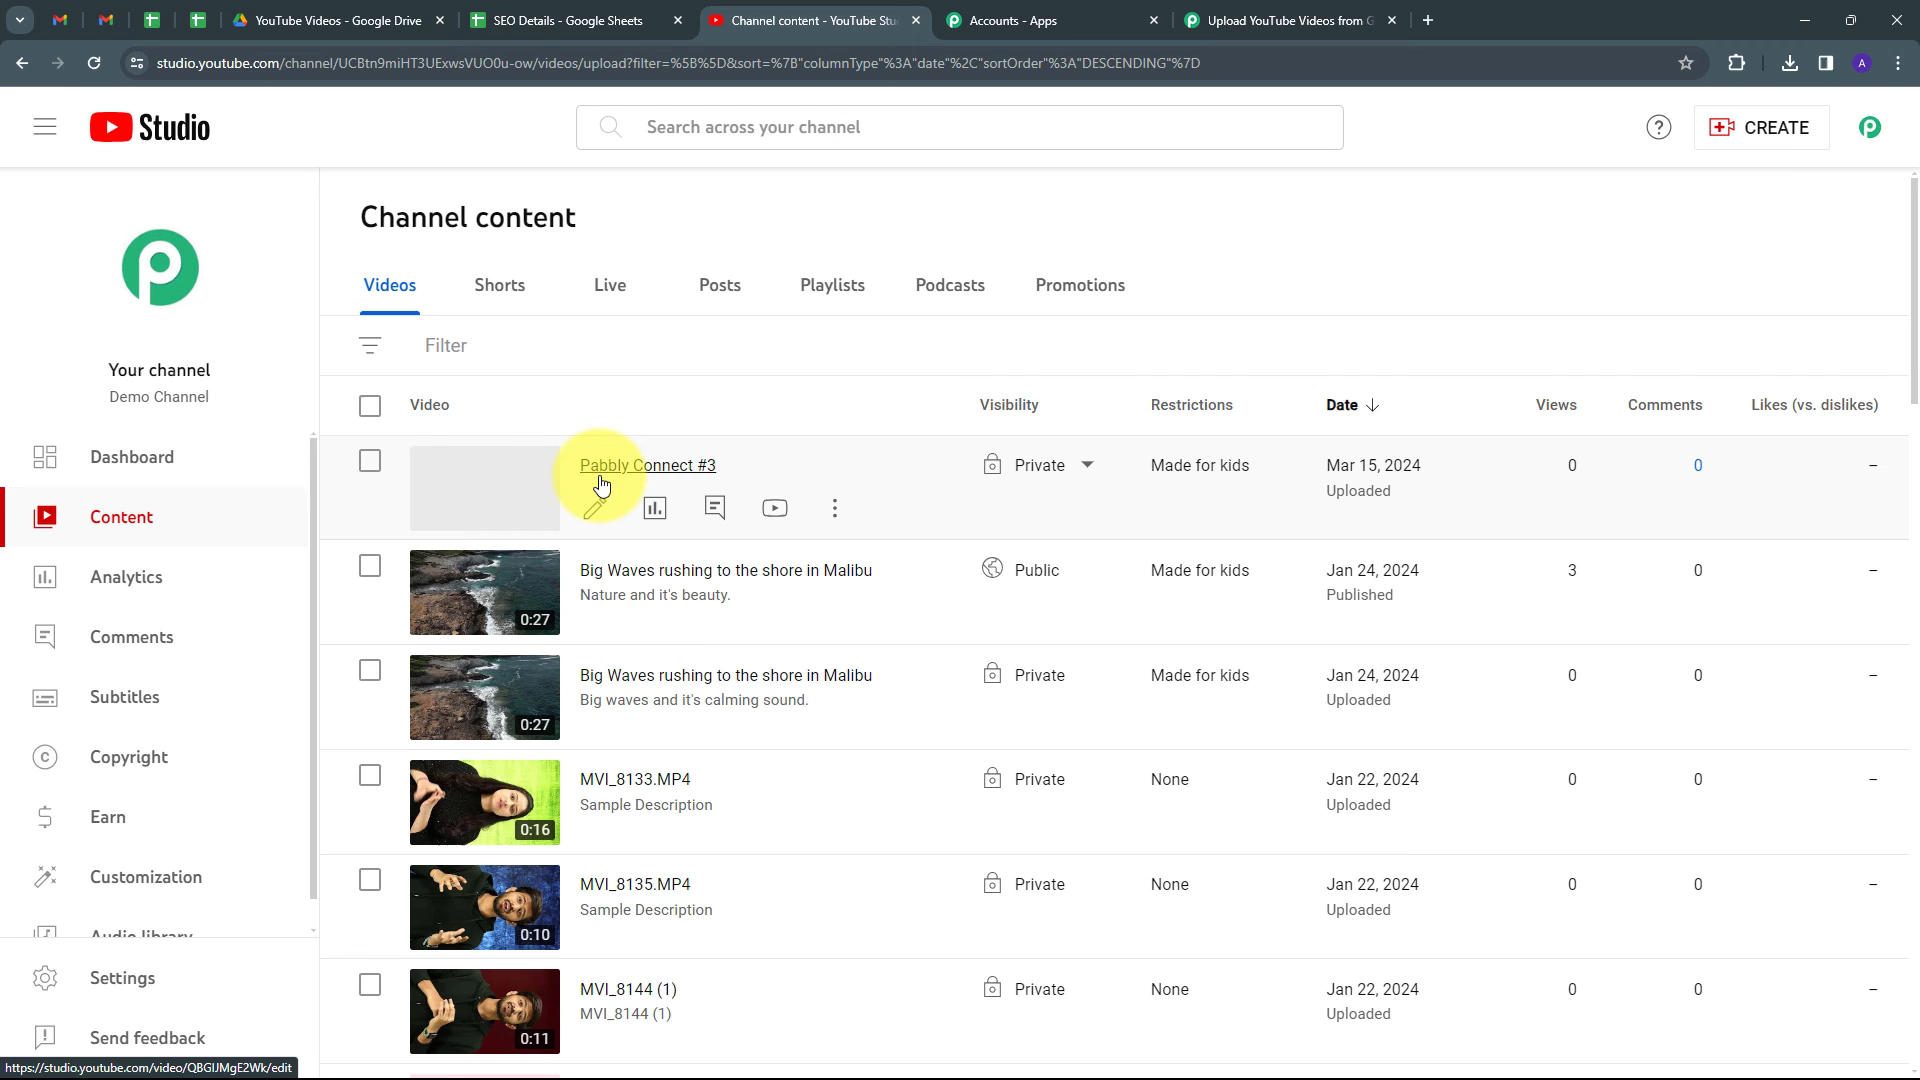 YouTube Videos - Google Drive
SEO Details - Google Sheets
Channel content - YouTube Stu
Accounts - Apps
Upload YouTube Videos from G
studio.youtube.com/channel/UCBtn9miHT3UExwsVUO0u-ow/videos/upload?filter=%5B%5D&sort=%7B"columnType"%3A"date"%2C"sortOrder"%3A"DESCENDING"%7D
A
Studio
Search across your channel
CREATE
Your channel
Demo Channel
Dashboard
Content
Analytics
Comments
Subtitles
Copyright
Earn
Customization
Audio library
Settings
Send feedback
https://studio.youtube.com/video/QBGIJMgE2Wk/edit
Channel content
Videos Shorts Live Posts Playlists Podcasts Promotions
Filter
Video Visibility Restrictions Date Views Comments Likes (vs. dislikes)
Pabbly Connect #3 Private Made for kids Mar 15, 2024 0 0 –
Uploaded
Big Waves rushing to the shore in Malibu Public Made for kids Jan 24, 2024 3 0 –
Nature and it's beauty. Published
0:27
Big Waves rushing to the shore in Malibu Private Made for kids Jan 24, 2024 0 0 –
Big waves and it's calming sound. Uploaded
0:27
MVI_8133.MP4 Private None Jan 22, 2024 0 0 –
Sample Description Uploaded
0:16
MVI_8135.MP4 Private None Jan 22, 2024 0 0 –
Sample Description Uploaded
0:10
MVI_8144 (1) Private None Jan 22, 2024 0 0 –
MVI_8144 (1) Uploaded
0:11